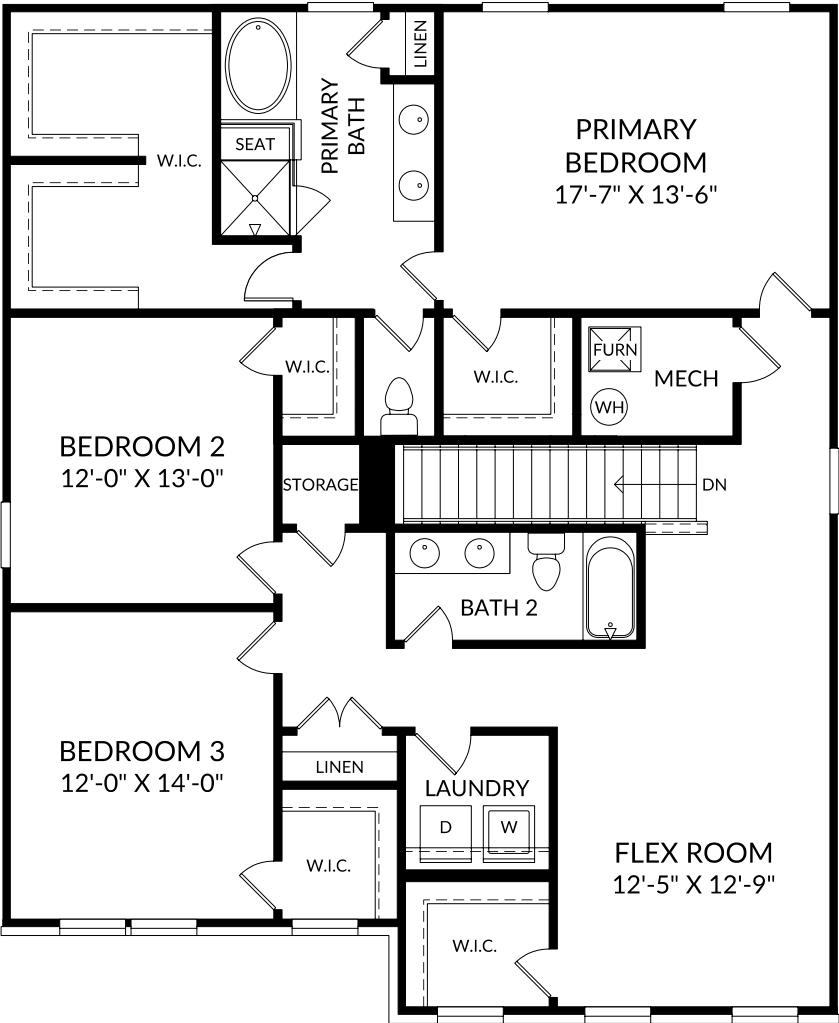 LINEN
PRIMARY
BATH
SEAT
W.I.C.
PRIMARY
BEDROOM
17'-7" X 13'-6"
W.I.C.
W.I.C.
FURN
MECH
WH
BEDROOM 2
12'-0" X 13'-0"
STORAGE
DN
BATH 2
BEDROOM 3
12'-0" X 14'-0"
LINEN
LAUNDRY
D
W
W.I.C.
FLEX ROOM
12'-5" X 12'-9"
W.I.C.